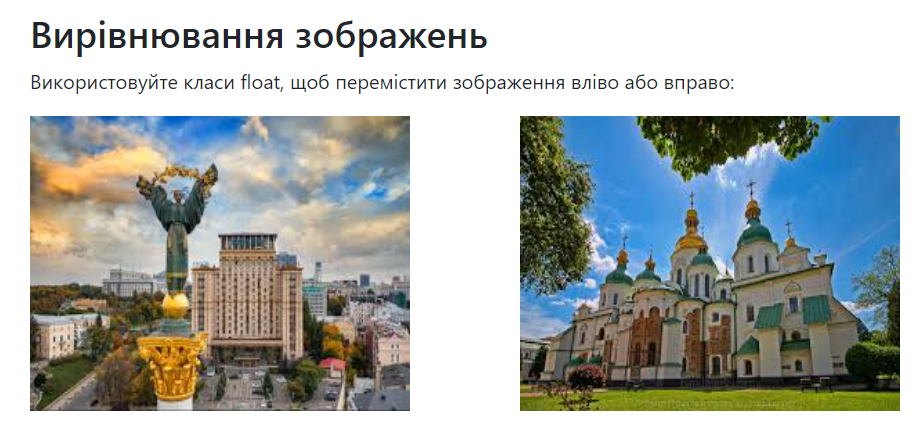 Вирівнювання зображень
Використовуйте класи float, щоб перемістити зображення вліво або вправо: